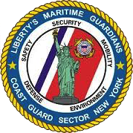 LIBERTY'S MARITIME GUARDIANS
SECURITY
SAFETY
MOBILITY
DEFENSE
ENVIRONMENT
COAST GUARD SECTOR NEW YORK